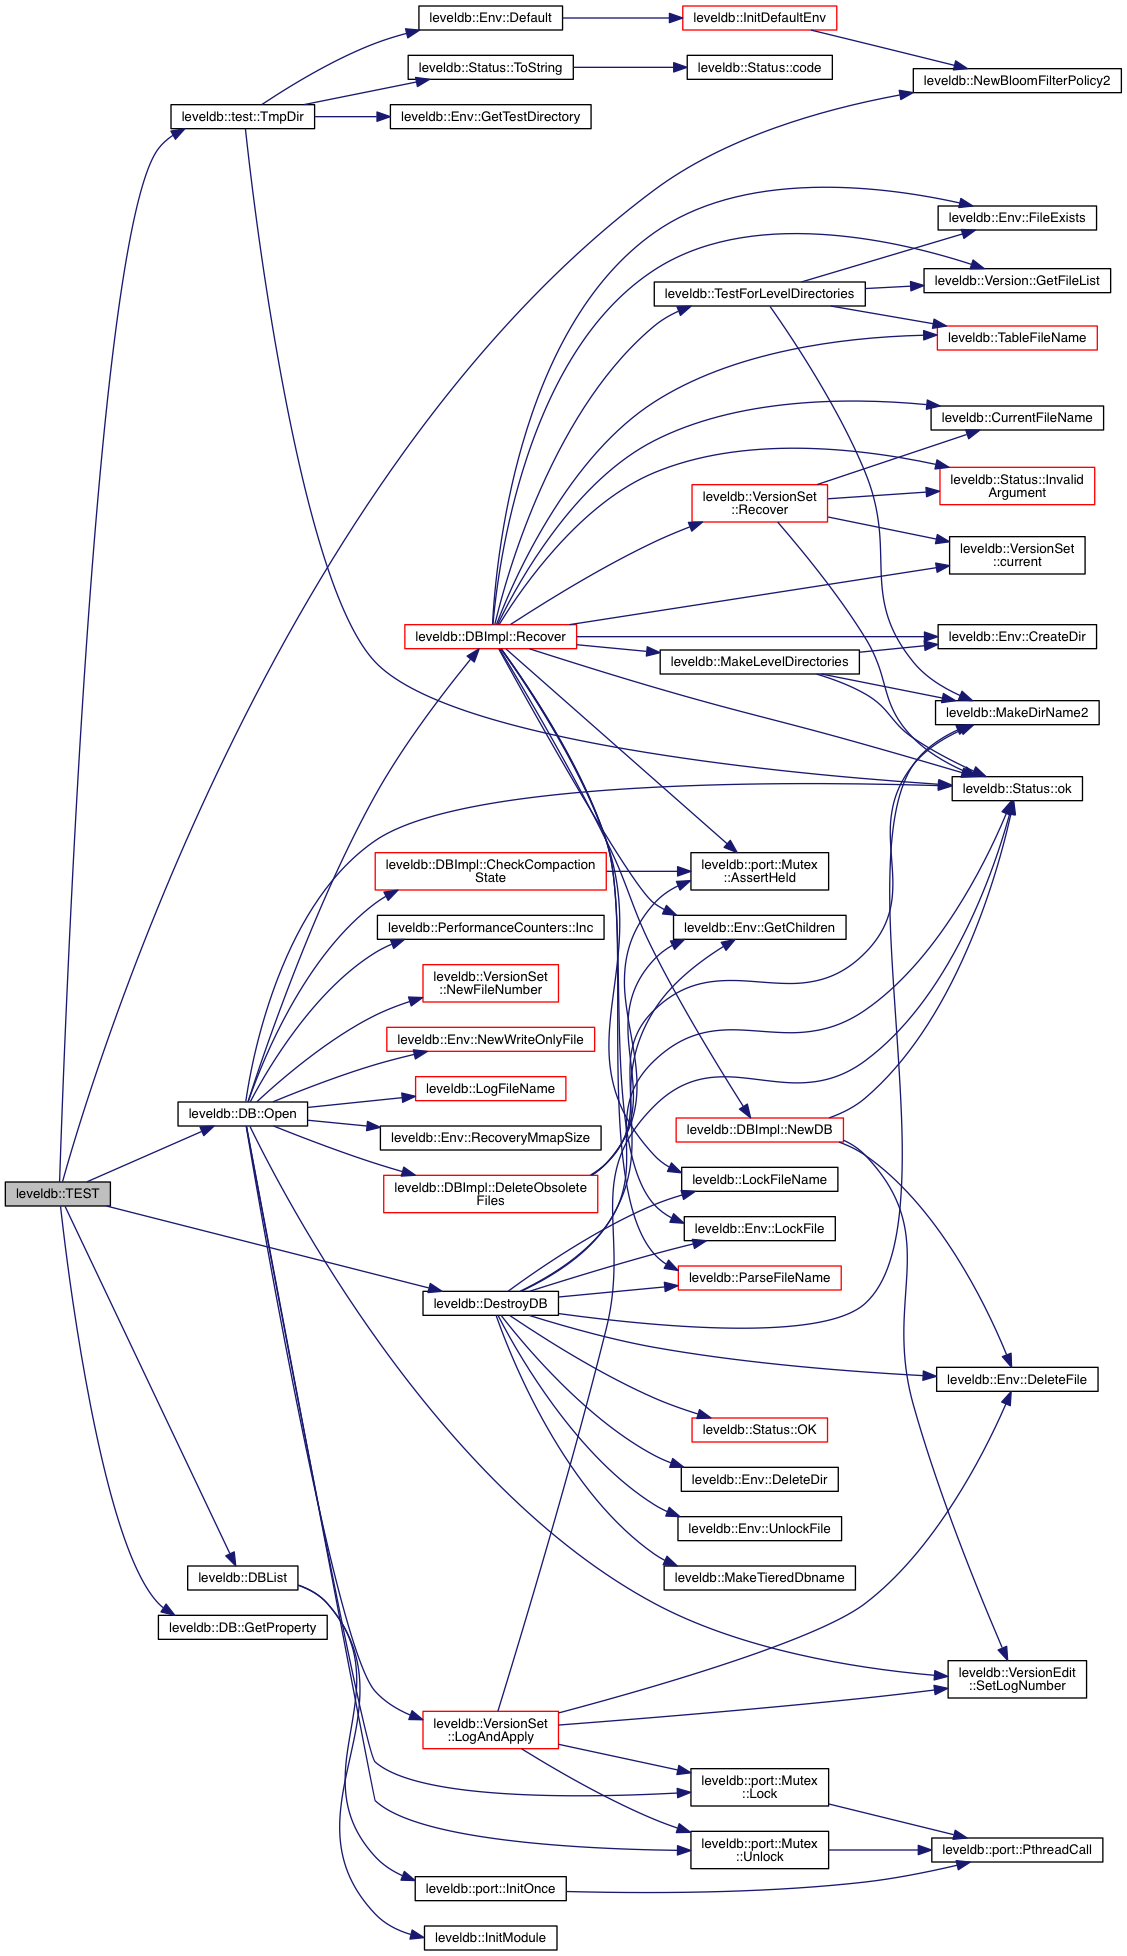 leveldb::Env::Default
leveldb::InitDefaultEnv
leveldb::Status::ToString
leveldb::Status::code
leveldb::NewBloomFilterPolicy2
leveldb::test::TmpDir
leveldb::Env::GetTestDirectory
leveldb::Env::FileExists
leveldb::Version::GetFileList
leveldb::TestForLevelDirectories
leveldb::TableFileName
leveldb::CurrentFileName
leveldb::Status::Invalid
Argument
leveldb::VersionSet
::Recover
leveldb::VersionSet
::current
leveldb::DBImpl::Recover
leveldb::Env::CreateDir
leveldb::MakeLevelDirectories
leveldb::MakeDirName2
leveldb::Status::ok
leveldb::DBImpl::CheckCompaction
State
leveldb::port::Mutex
::AssertHeld
leveldb::PerformanceCounters::Inc
leveldb::Env::GetChildren
leveldb::VersionSet
::NewFileNumber
leveldb::Env::NewWriteOnlyFile
leveldb::LogFileName
leveldb::DB::Open
leveldb::Env::RecoveryMmapSize
leveldb::DBImpl::NewDB
leveldb::TEST
leveldb::DBImpl::DeleteObsolete
Files
leveldb::LockFileName
leveldb::Env::LockFile
leveldb::ParseFileName
leveldb::DestroyDB
leveldb::Env::DeleteFile
leveldb::Status::OK
leveldb::Env::DeleteDir
leveldb::Env::UnlockFile
leveldb::DBList
leveldb::MakeTieredDbname
leveldb::DB::GetProperty
leveldb::VersionEdit
::SetLogNumber
leveldb::VersionSet
::LogAndApply
leveldb::port::Mutex
::Lock
leveldb::port::Mutex
::Unlock
leveldb::port::PthreadCall
leveldb::port::InitOnce
leveldb::InitModule